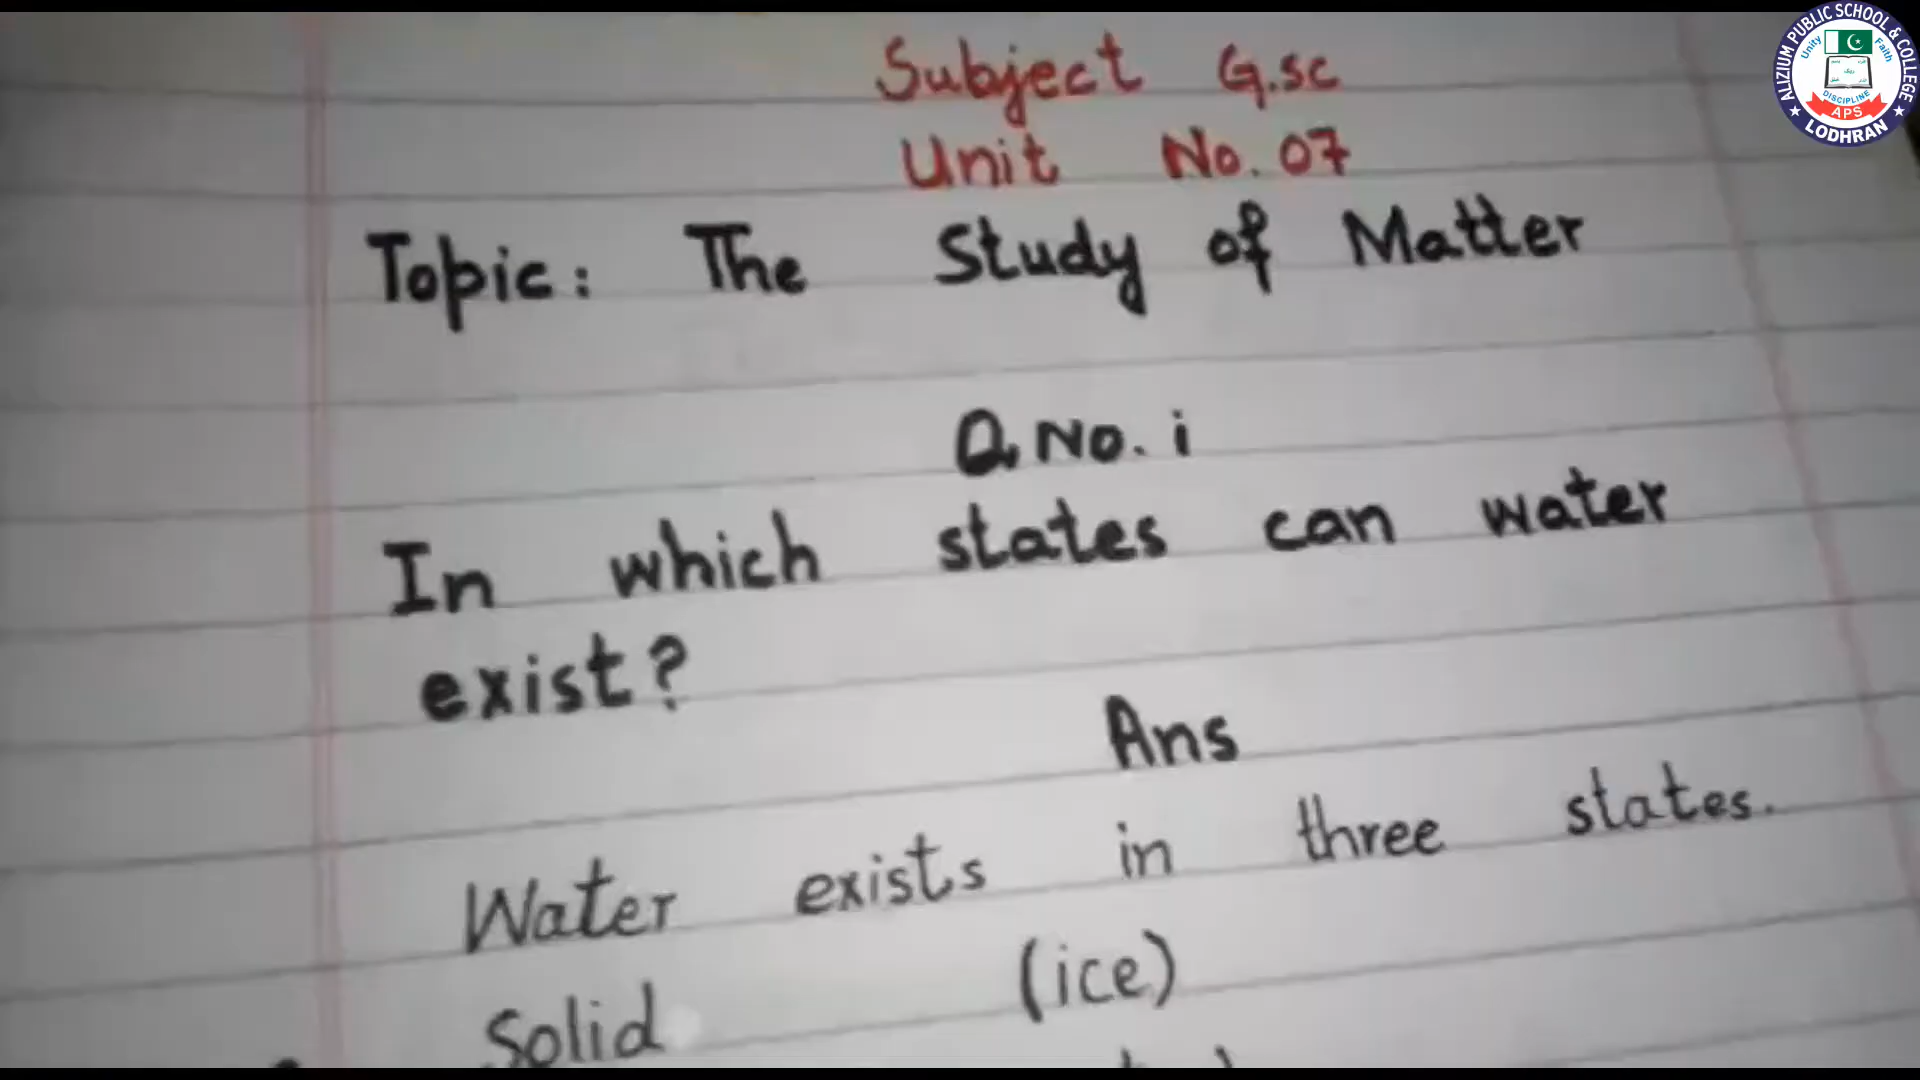 Subject G.sc
Unit No. 07
Topic: The Study of Matter
Q No. i
In which states can water
exist?
Ans
Water exists in three states.
Solid (ice)
ALIZIUM PUBLIC SCHOOL & COLLEGE
Unity
Faith
DISCIPLINE
APS
LODHRAN